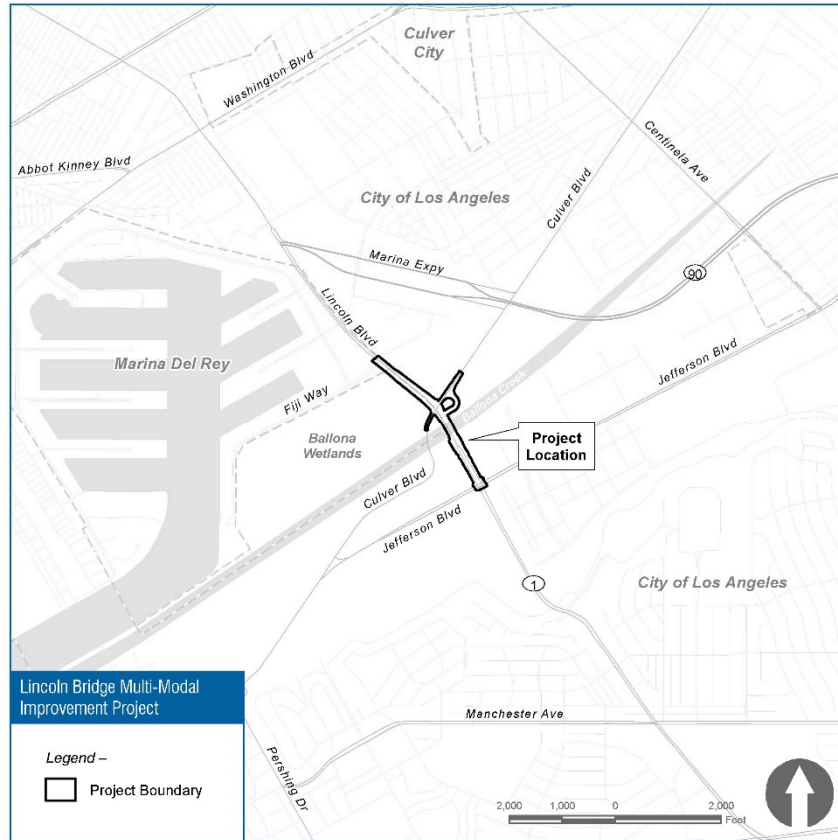 Culver
City
Washington Blvd
Centinela Ave
Abbot Kinney Blvd
City of Los Angeles
Culver Blvd
Marina Expy
90
Lincoln Blvd
Marina Del Rey
Jefferson Blvd
Fiji Way
Ballona Creek
Project
Location
Ballona
Wetlands
Culver Blvd
Jefferson Blvd
1
City of Los Angeles
Lincoln Bridge Multi-Modal
Improvement Project
Manchester Ave
Legend –
Project Boundary
Pershing Dr
2,000 1,000 0 2,000
Feet